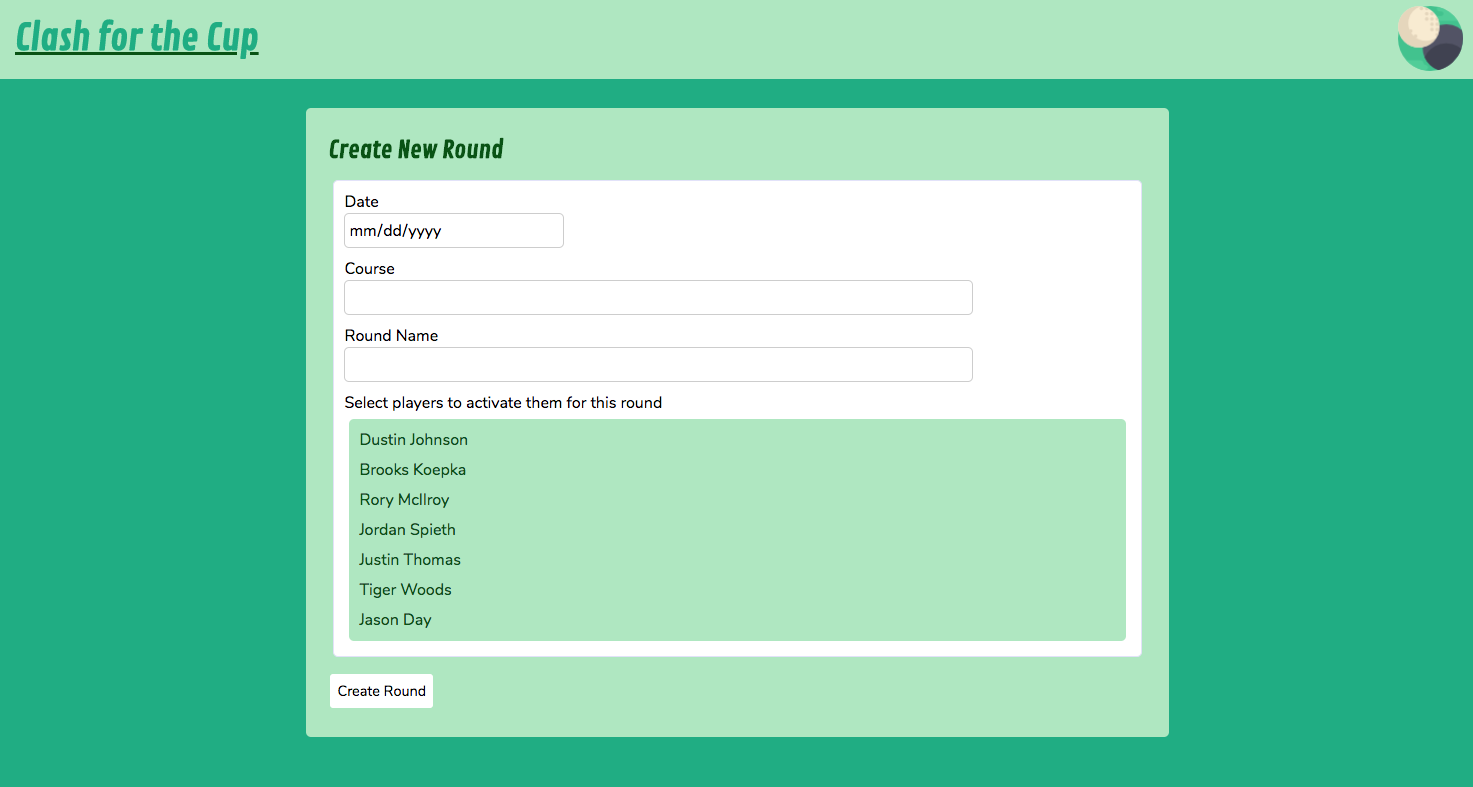 Clash for the Cup
Create New Round
Date
mm/dd/yyyy
Course
Round Name
Select players to activate them for this round
Dustin Johnson
Brooks Koepka
Rory McIlroy
Jordan Spieth
Justin Thomas
Tiger Woods
Jason Day
Create Round